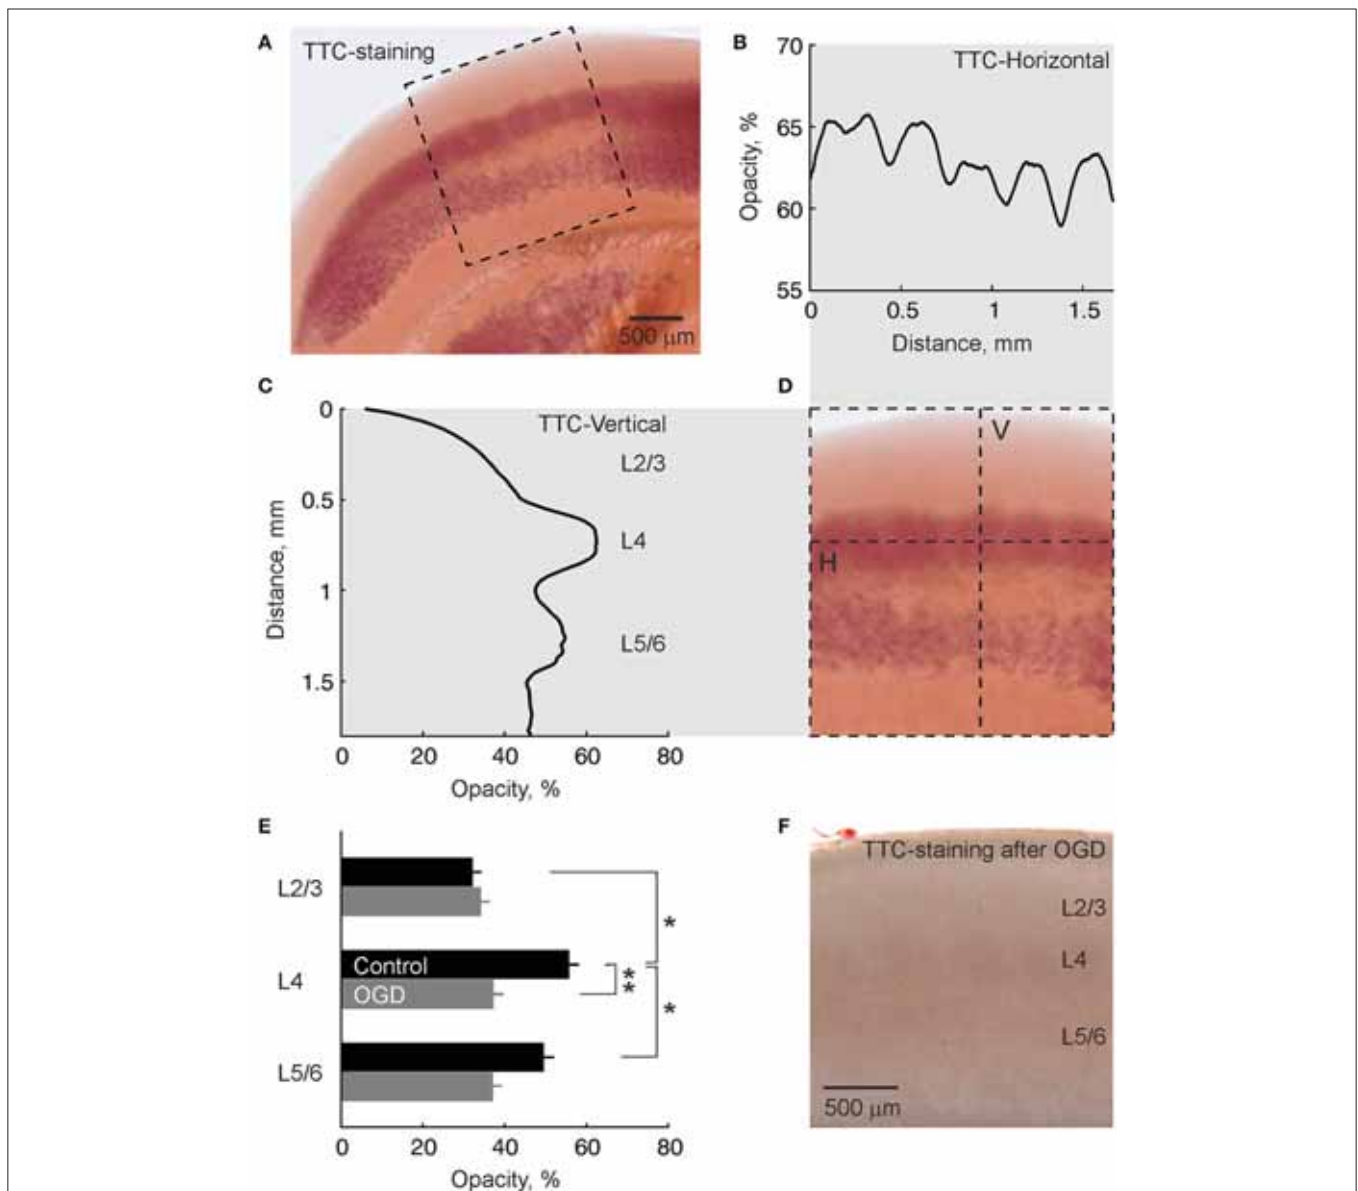 A
TTC-staining
500 μm
B
TTC-Horizontal
70
65
60
55
Opacity, %
0 0.5 1 1.5
Distance, mm
C
TTC-Vertical
L2/3
L4
L5/6
0
0.5
1
1.5
Distance, mm
0 20 40 60 80
Opacity, %
D
V
H
E
L2/3
L4
L5/6
Control
OGD
*
**
*
0 20 40 60 80
Opacity, %
F
TTC-staining after OGD
L2/3
L4
L5/6
500 μm